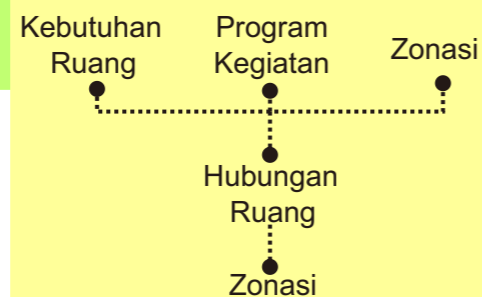 Kebutuhan
Ruang
Program
Kegiatan
Zonasi
Hubungan
Ruang
Zonasi